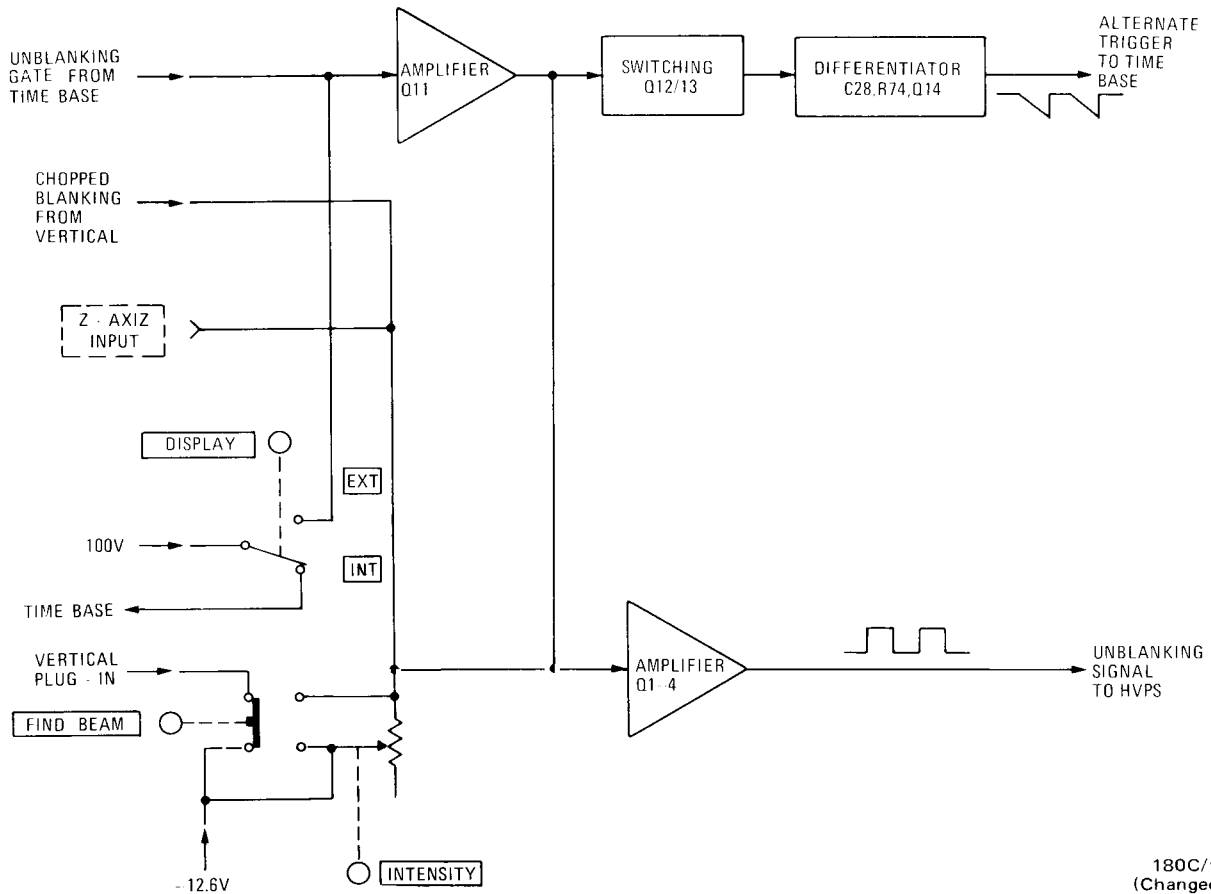 UNBLANKING
GATE FROM
TIME BASE
AMPLIFIER
Q11
SWITCHING
Q12/13
DIFFERENTIATOR
C28,R74,Q14
ALTERNATE
TRIGGER
TO TIME
BASE
CHOPPED
BLANKING
FROM
VERTICAL
Z - AXIZ
INPUT
DISPLAY
EXT
100V
INT
TIME BASE
VERTICAL
PLUG - IN
AMPLIFIER
Q1-4
UNBLANKING
SIGNAL
TO HVPS
FIND BEAM
-12.6V
INTENSITY
180C/
(Changed